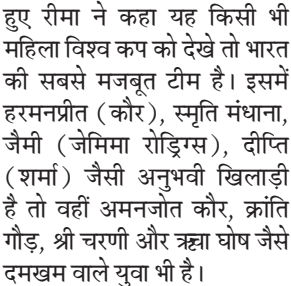 हुए रीमा ने कहा यह किसी भी
महिला विश्व कप को देखे तो भारत
की सबसे मजबूत टीम है। इसमें
हरमनप्रीत (कौर), स्मृति मंधाना,
जैमी (जेमिमा रोड्रिग्स), दीप्ति
(शर्मा) जैसी अनुभवी खिलाड़ी
है तो वहीं अमनजोत कौर, क्रांति
गौड़, श्री चरणी और ऋचा घोष जैसे
दमखम वाले युवा भी है।